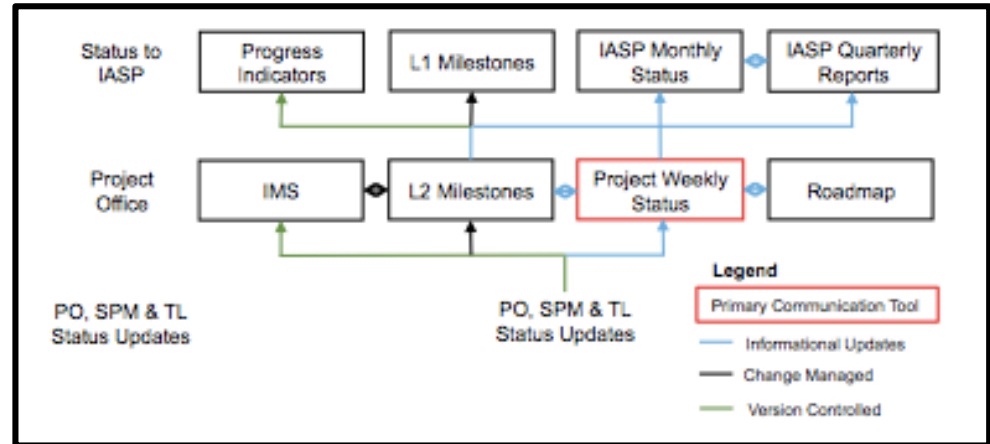 Status to
IASP
Progress
Indicators
L1 Milestones
IASP Monthly
Status
IASP Quarterly
Reports
Project
Office
IMS
L2 Milestones
Project Weekly
Status
Roadmap
PO, SPM & TL
Status Updates
PO, SPM & TL
Status Updates
Legend
Primary Communication Tool
Informational Updates
Change Managed
Version Controlled